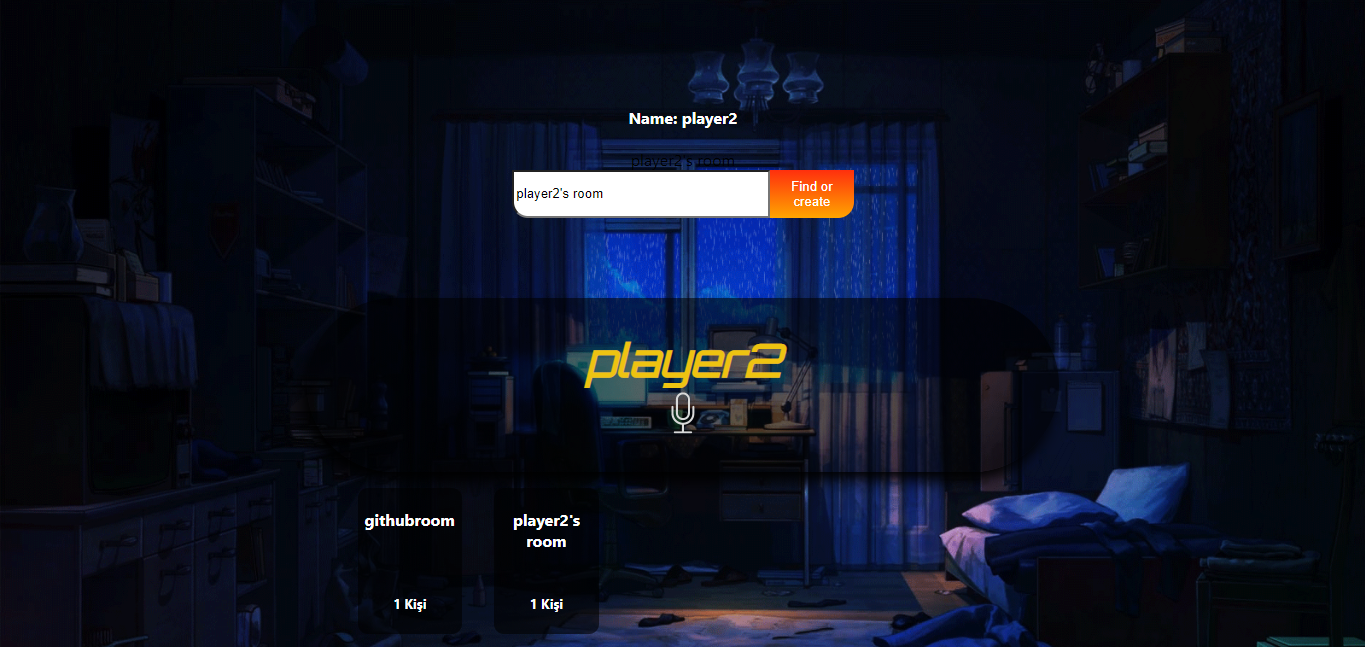 Name: player2
player2's room
player2's room
Find or
create
player2
githubroom
player2's
room
1 Kişi
1 Kişi